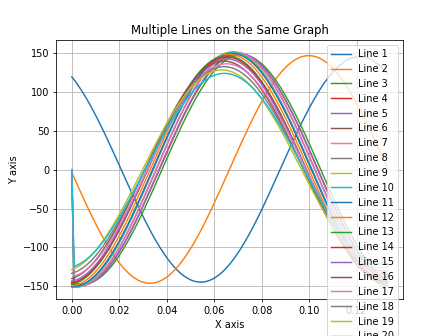 Multiple Lines on the Same Graph
150
100
50
0
−50
−100
−150
Y axis
0.00
0.02
0.04
0.06
0.08
0.10
X axis
Line 1
Line 2
Line 3
Line 4
Line 5
Line 6
Line 7
Line 8
Line 9
Line 10
Line 11
Line 12
Line 13
Line 14
Line 15
Line 16
Line 17
Line 18
Line 19
Line 20